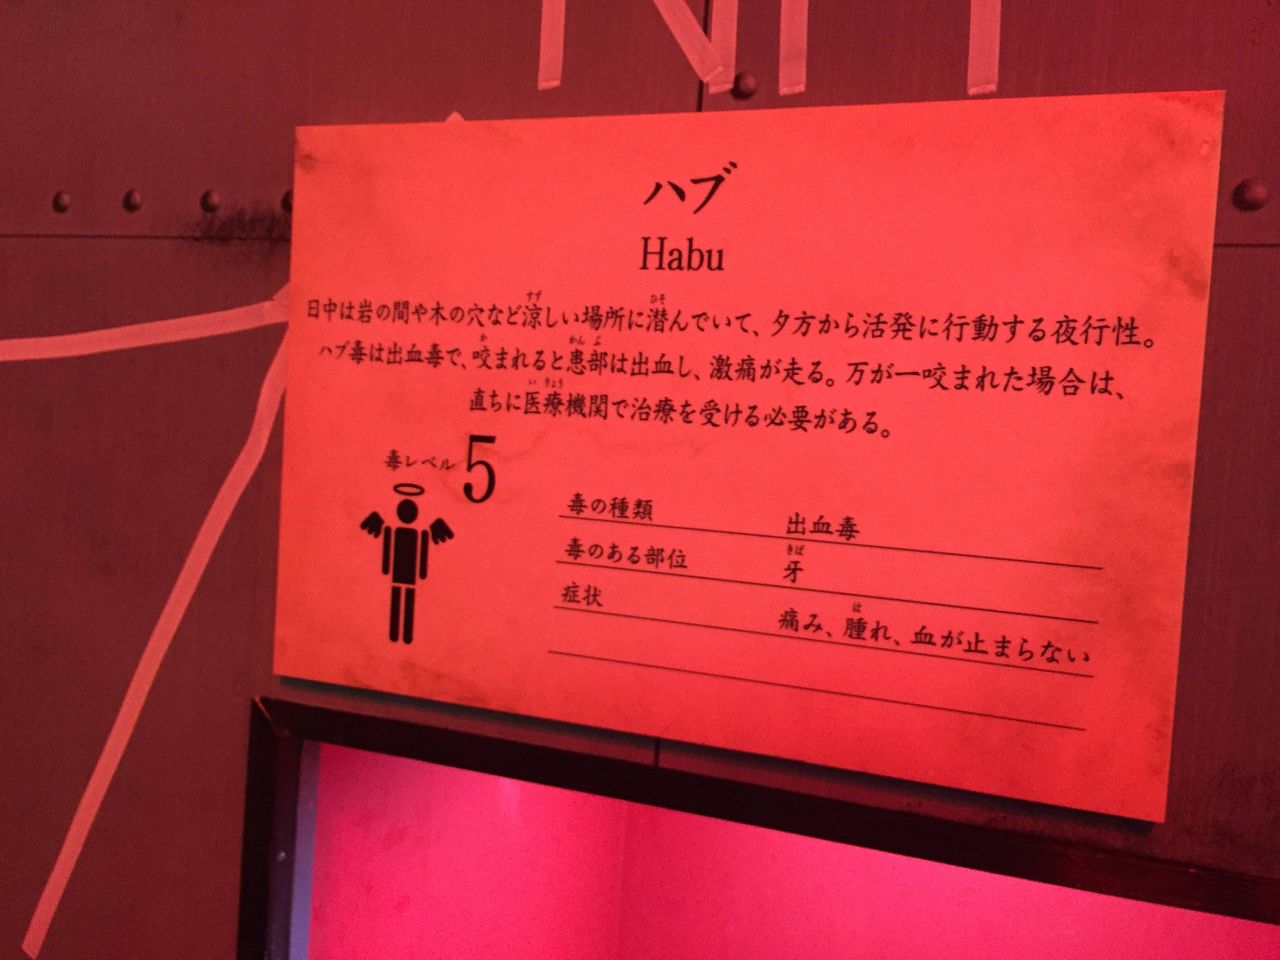 ハブ
Habu
日中は岩の間や木の穴など涼しい場所に潜んでいて、夕方から活発に行動する夜行性。
ハブ毒は出血毒で、咬まれると患部は出血し、激痛が走る。万が一咬まれた場合は、
直ちに医療機関で治療を受ける必要がある。
毒レベル 5
毒の種類 出血毒
毒のある部位 牙
症状 痛み、腫れ、血が止まらない